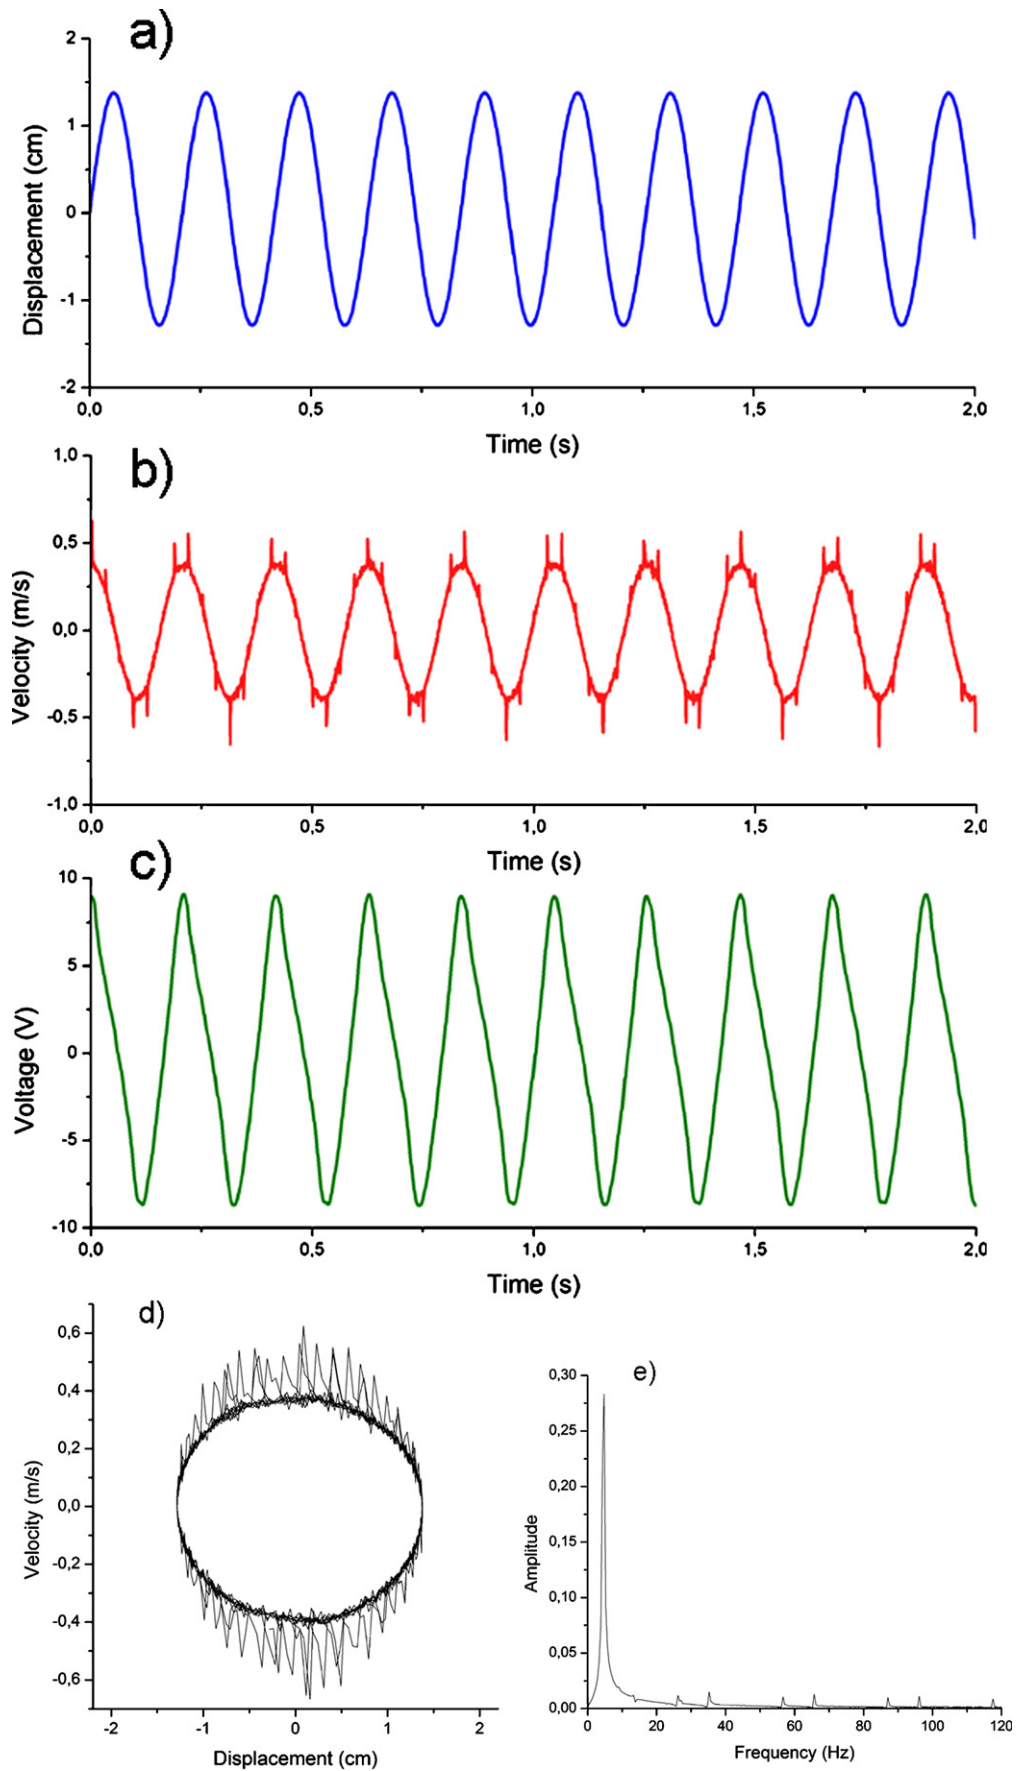 a)
2
1
0
-1
-2
Displacement (cm)
0,0 0,5 1,0 1,5 2,0
Time (s)
b)
1,0
0,5
0,0
-0,5
-1,0
Velocity (m/s)
0,0 0,5 1,0 1,5 2,0
Time (s)
c)
10
5
0
-5
-10
Voltage (V)
0,0 0,5 1,0 1,5 2,0
Time (s)
d)
0,6
0,4
0,2
0,0
-0,2
-0,4
-0,6
Velocity (m/s)
-2 -1 0 1 2
Displacement (cm)
e)
0,30
0,25
0,20
0,15
0,10
0,05
0,00
Amplitude
0 20 40 60 80 100 120
Frequency (Hz)